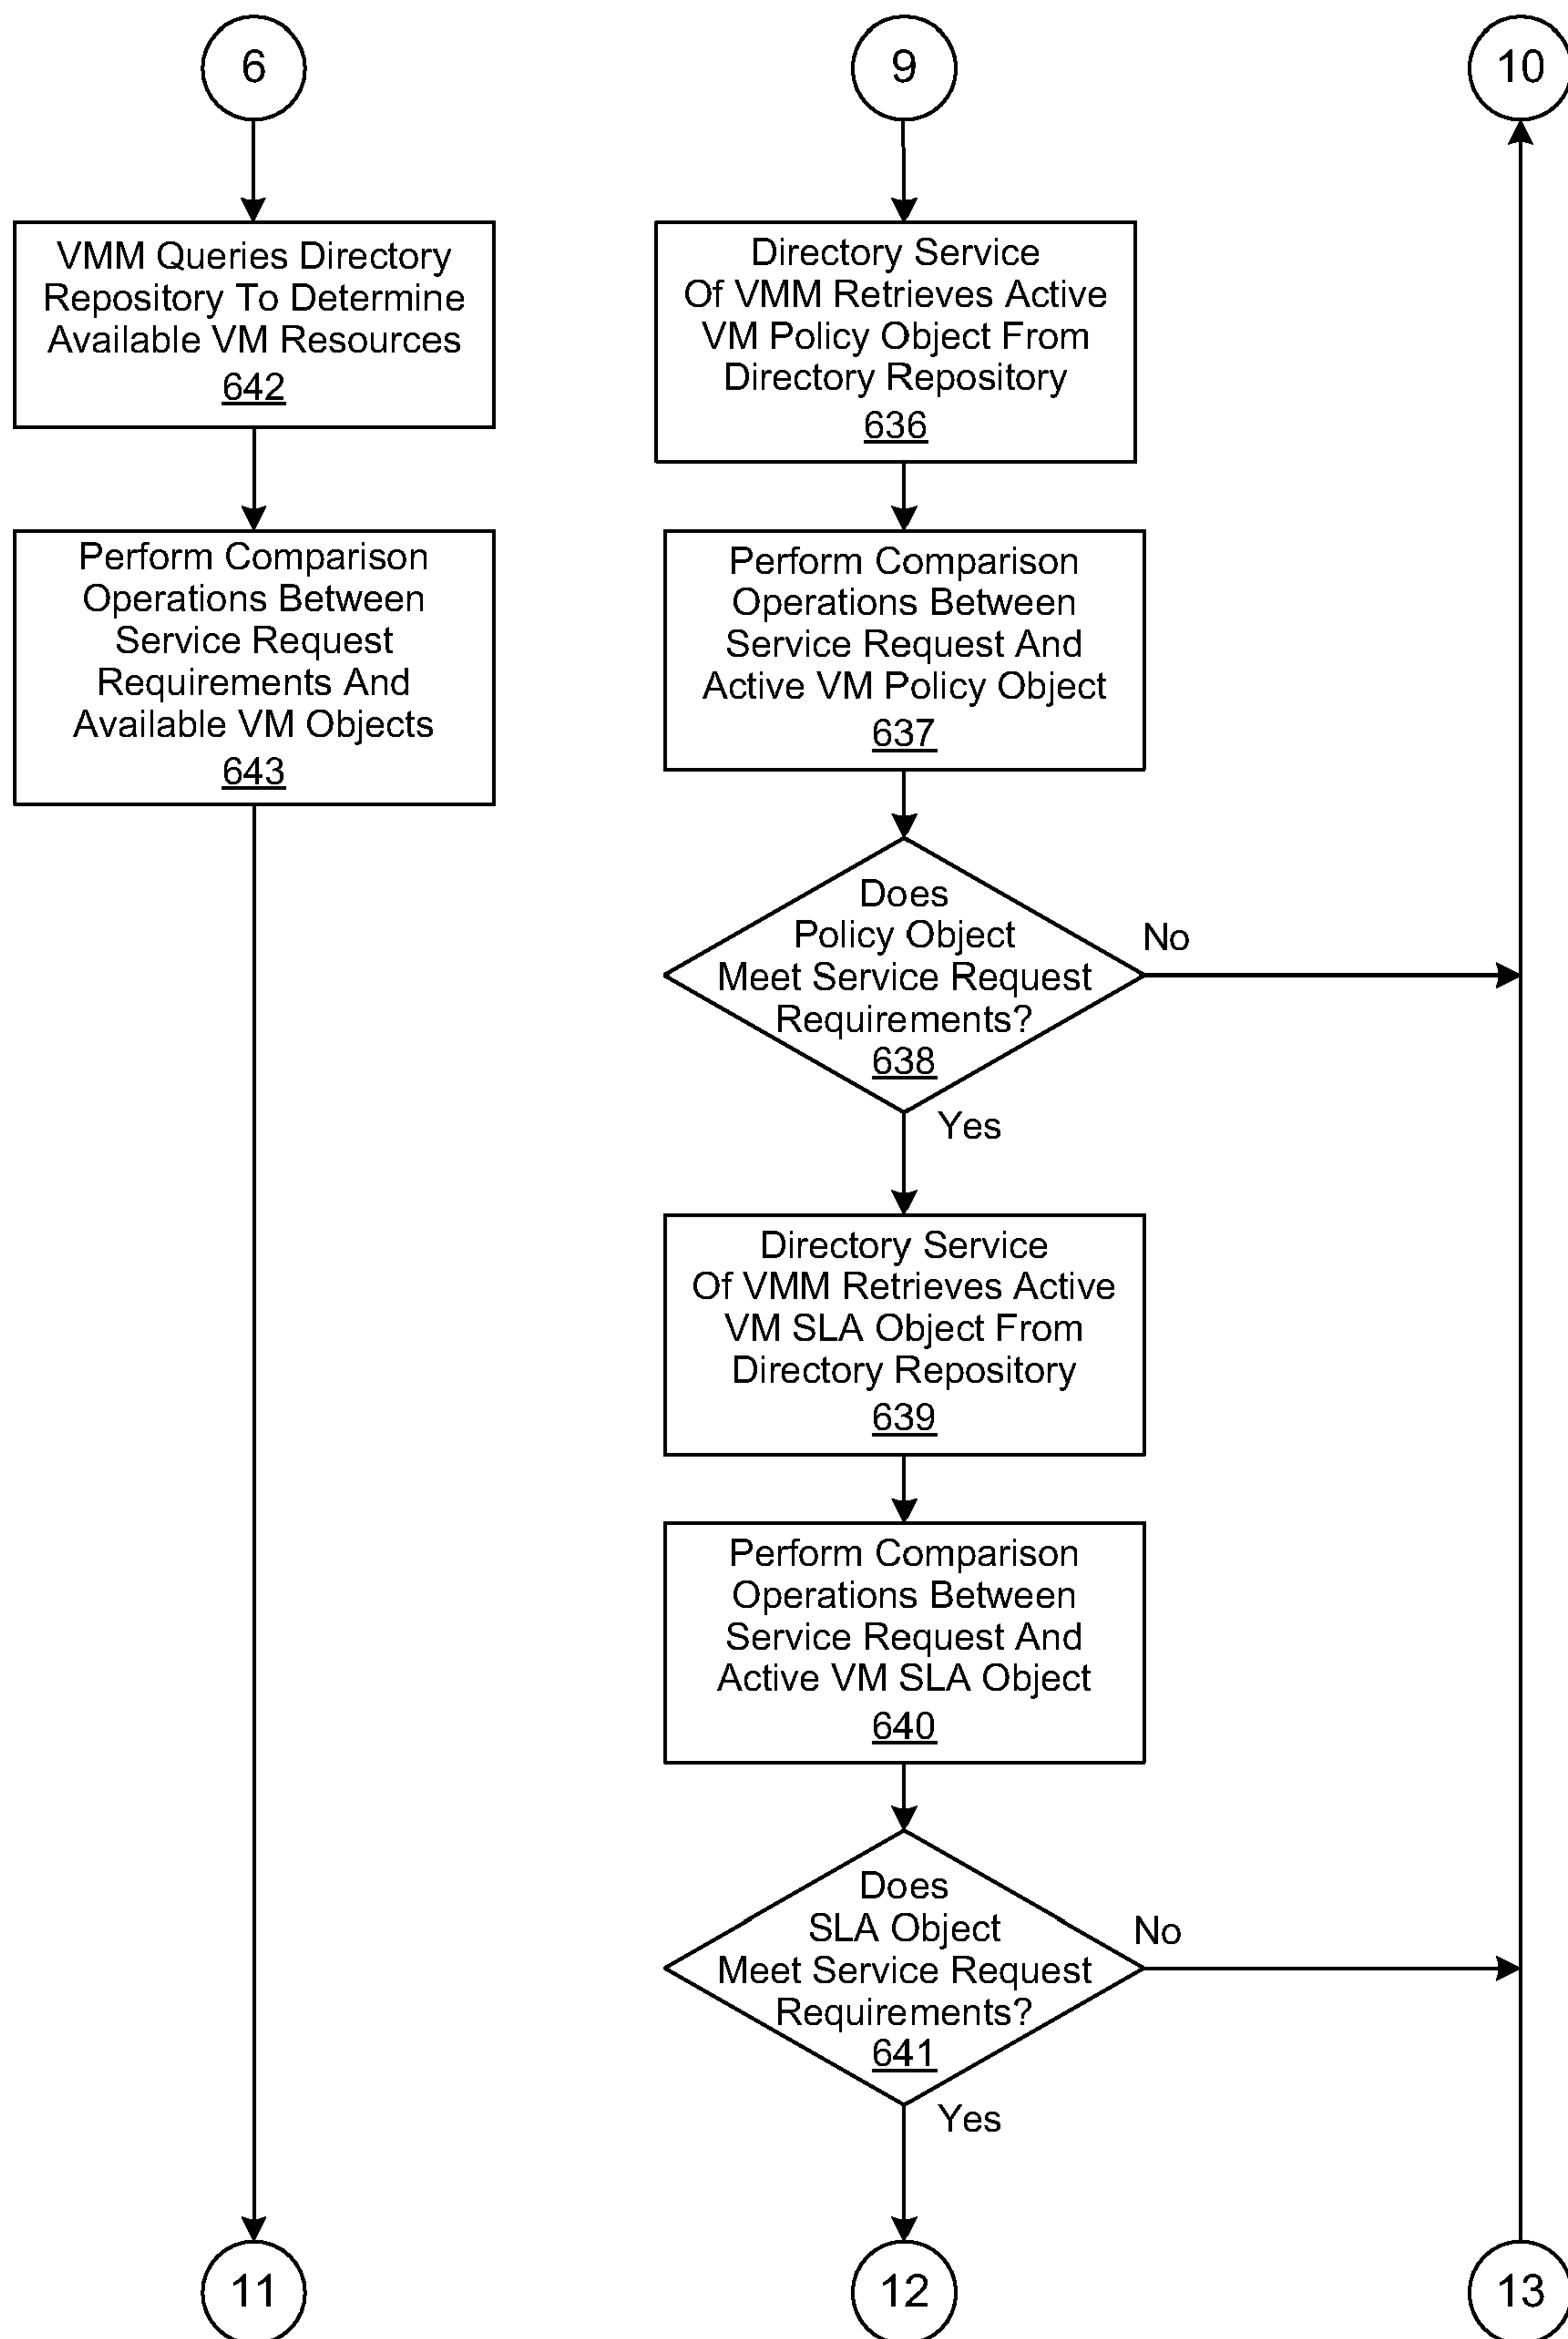 6
9
10
VMM Queries Directory
Repository To Determine
Available VM Resources
642
Perform Comparison
Operations Between
Service Request
Requirements And
Available VM Objects
643
Directory Service
Of VMM Retrieves Active
VM Policy Object From
Directory Repository
636
Perform Comparison
Operations Between
Service Request And
Active VM Policy Object
637
Does
Policy Object
Meet Service Request
Requirements?
638
No
Yes
Directory Service
Of VMM Retrieves Active
VM SLA Object From
Directory Repository
639
Perform Comparison
Operations Between
Service Request And
Active VM SLA Object
640
Does
SLA Object
Meet Service Request
Requirements?
641
No
Yes
11
12
13